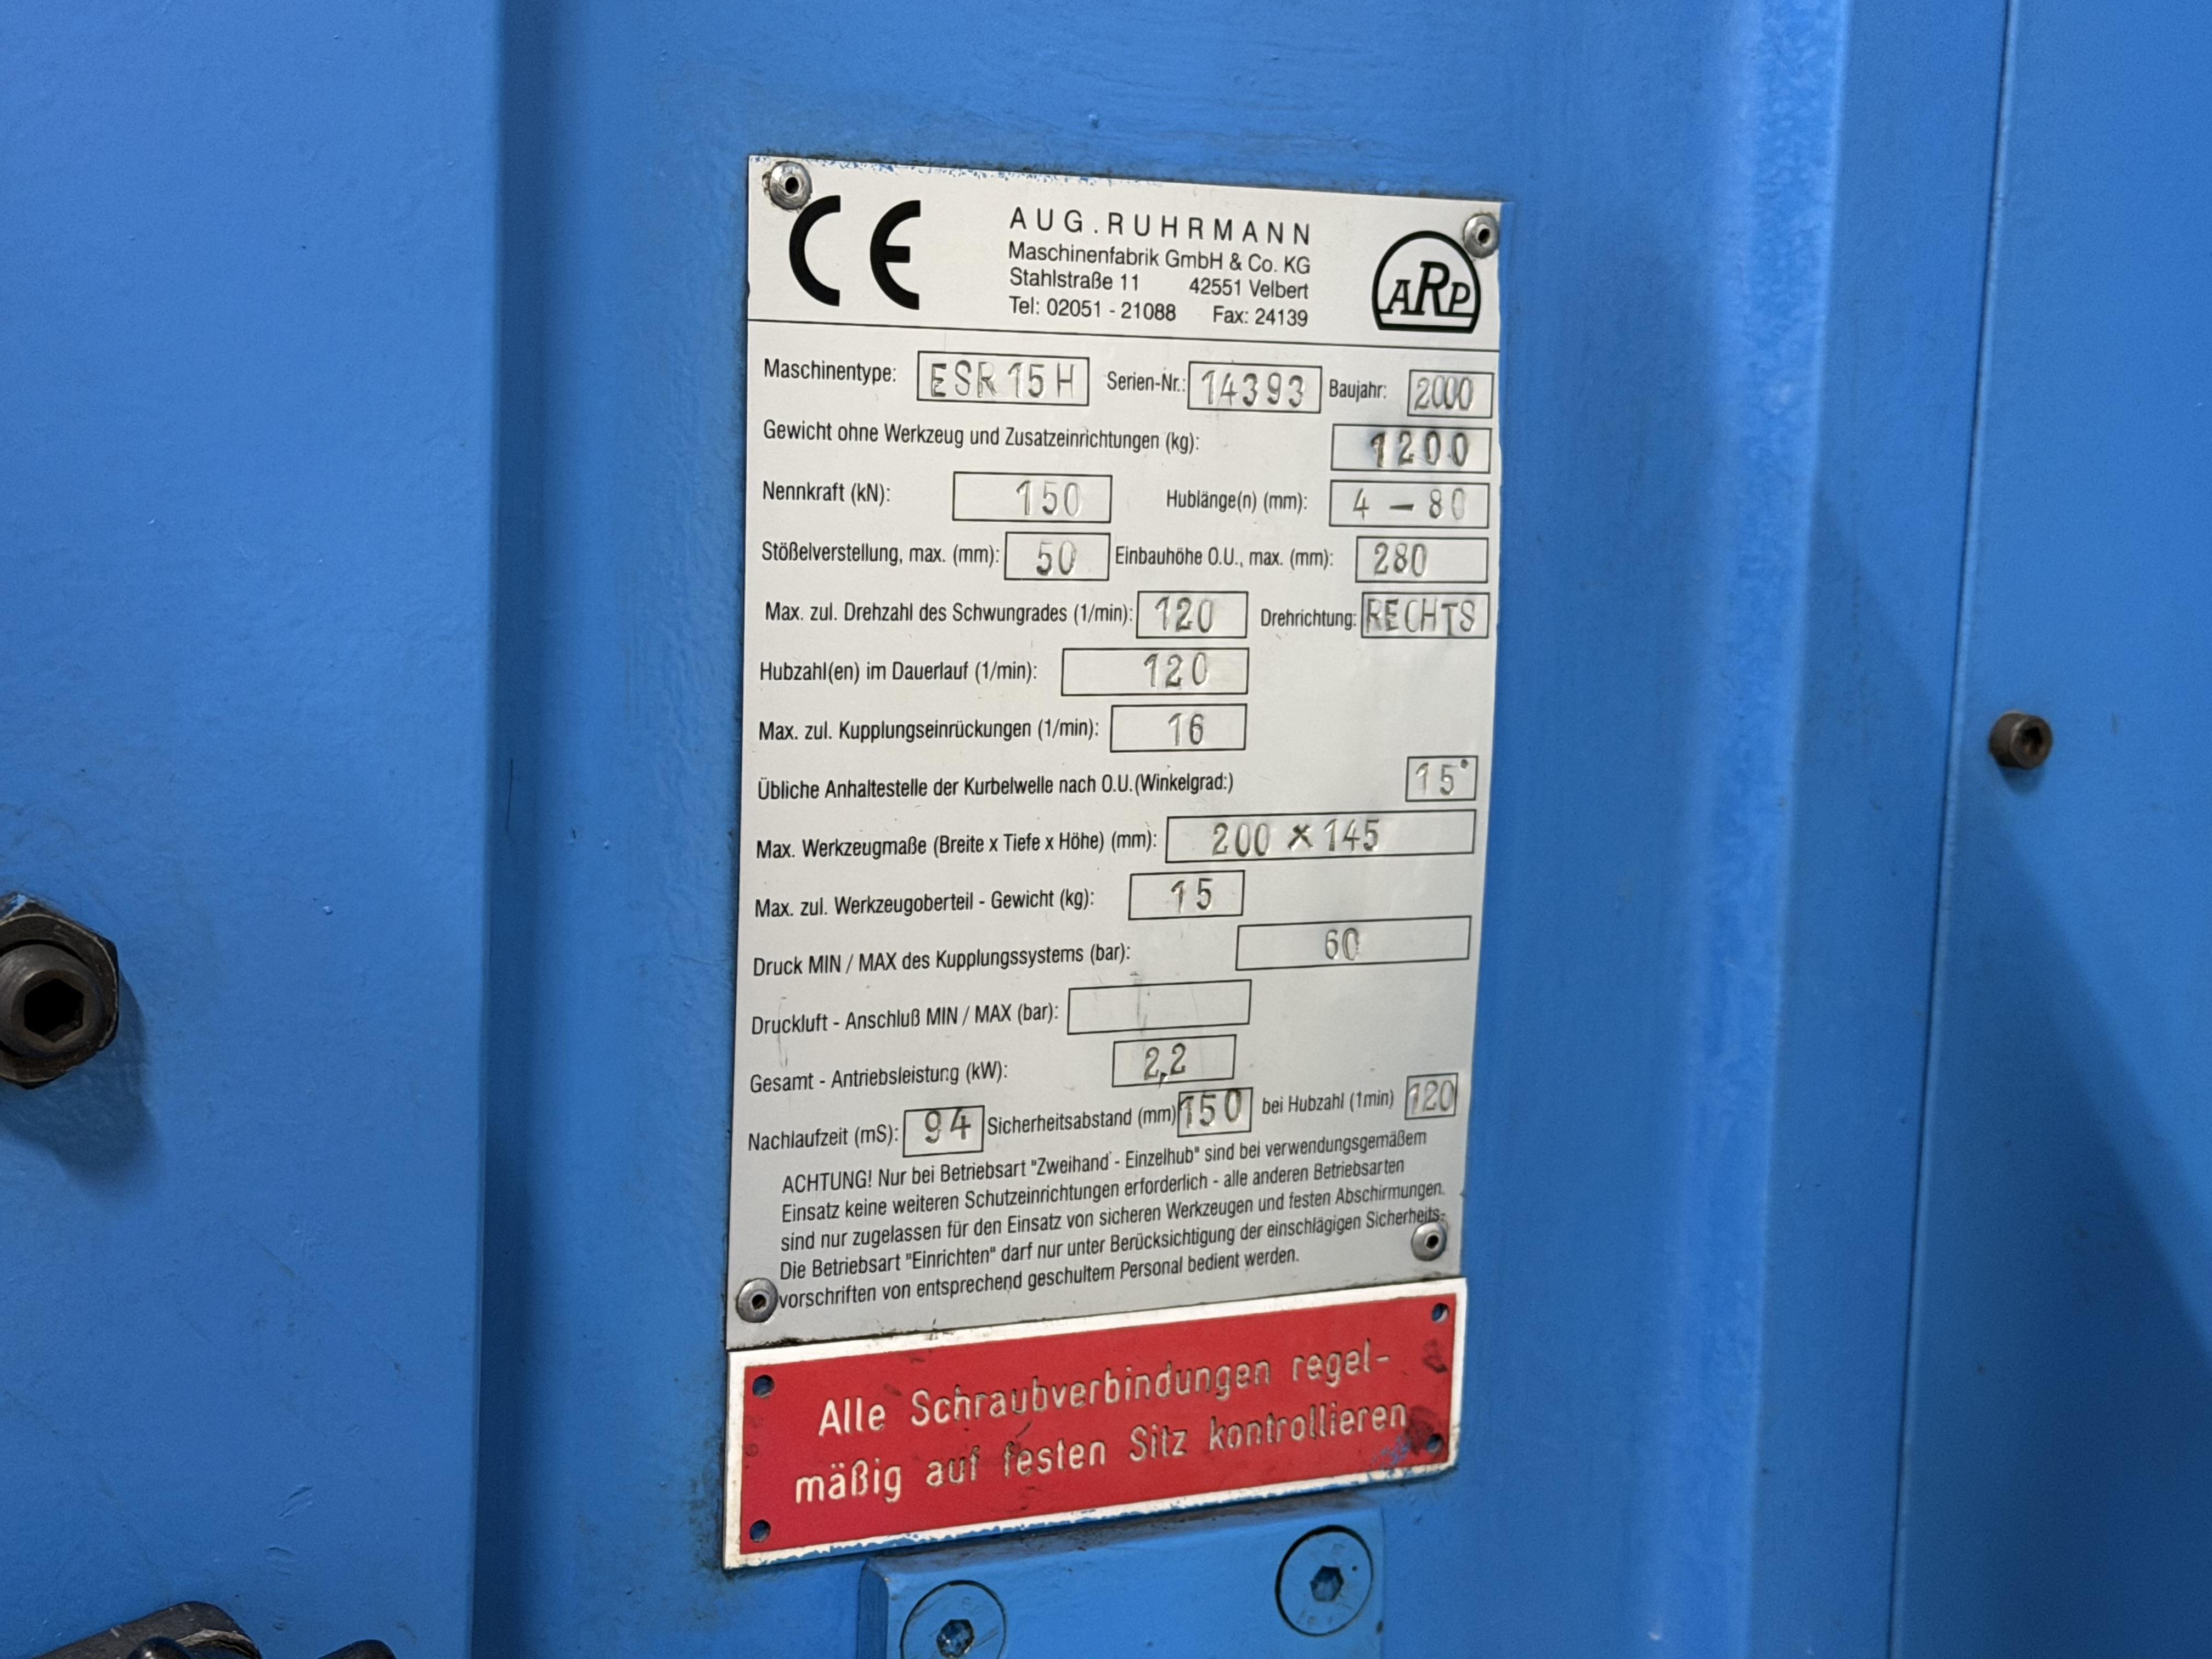 CE
AUG. RUHRMANN
Maschinenfabrik GmbH & Co. KG
Stahlstraße 11 42551 Velbert
Tel: 02051 - 21088 Fax: 24139
ARP
Maschinentype: ESR 15 H Serien-Nr.: 14393 Baujahr: 2000
Gewicht ohne Werkzeug und Zusatzeinrichtungen (kg): 1200
Nennkraft (kN): 150 Hublänge(n) (mm): 4 – 80
Stößelverstellung, max. (mm): 50 Einbauhöhe O.U., max. (mm): 280
Max. zul. Drehzahl des Schwungrades (1/min): 120 Drehrichtung: RECHTS
Hubzahl(en) im Dauerlauf (1/min): 120
Max. zul. Kupplungseinrückungen (1/min): 16
Übliche Anhaltestelle der Kurbelwelle nach O.U.(Winkelgrad:) 15°
Max. Werkzeugmaße (Breite x Tiefe x Höhe) (mm): 200 × 145
Max. zul. Werkzeugoberteil - Gewicht (kg): 15
Druck MIN / MAX des Kupplungssystems (bar): 60
Druckluft - Anschluß MIN / MAX (bar):
Gesamt - Antriebsleistung (kW): 2,2
Nachlaufzeit (mS): 94 Sicherheitsabstand (mm) 150 bei Hubzahl (1min) 120
ACHTUNG! Nur bei Betriebsart "Zweihand - Einzelhub" sind bei verwendungsgemäßem
Einsatz keine weiteren Schutzeinrichtungen erforderlich - alle anderen Betriebsarten
sind nur zugelassen für den Einsatz von sicheren Werkzeugen und festen Abschirmungen.
Die Betriebsart "Einrichten" darf nur unter Berücksichtigung der einschlägigen Sicherheits-
vorschriften von entsprechend geschultem Personal bedient werden.
Alle Schraubverbindungen regel-
mäßig auf festen Sitz kontrollieren